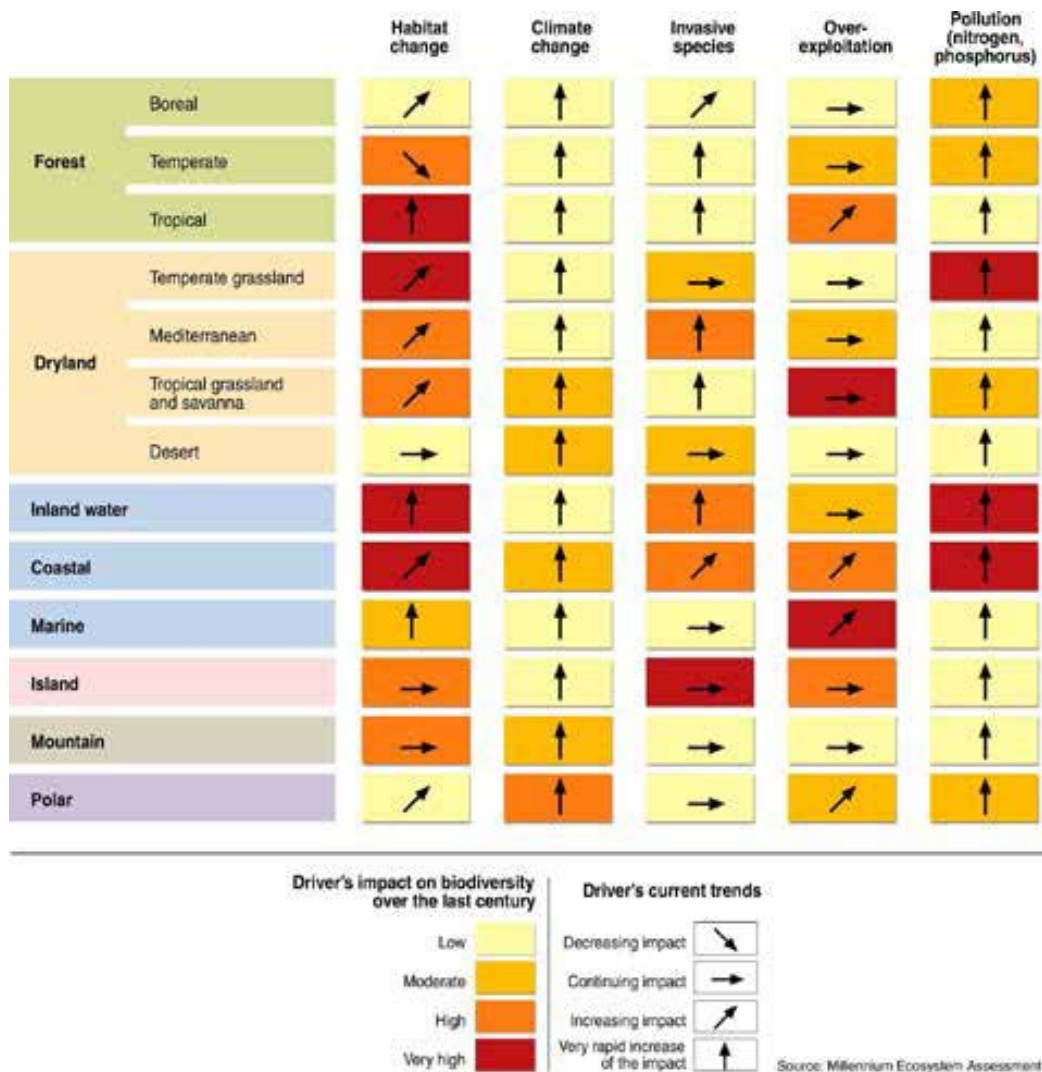 Habitat
change
Climate
change
Invasive
species
Over-
exploitation
Pollution
(nitrogen,
phosphorus)
Forest
Boreal
Temperate
Tropical
Dryland
Temperate grassland
Mediterranean
Tropical grassland
and savanna
Desert
Inland water
Coastal
Marine
Island
Mountain
Polar
Driver's impact on biodiversity
over the last century
Low
Moderate
High
Very high
Driver's current trends
Decreasing impact
Continuing impact
Increasing impact
Very rapid increase
of the impact
Source: Millennium Ecosystem Assessment